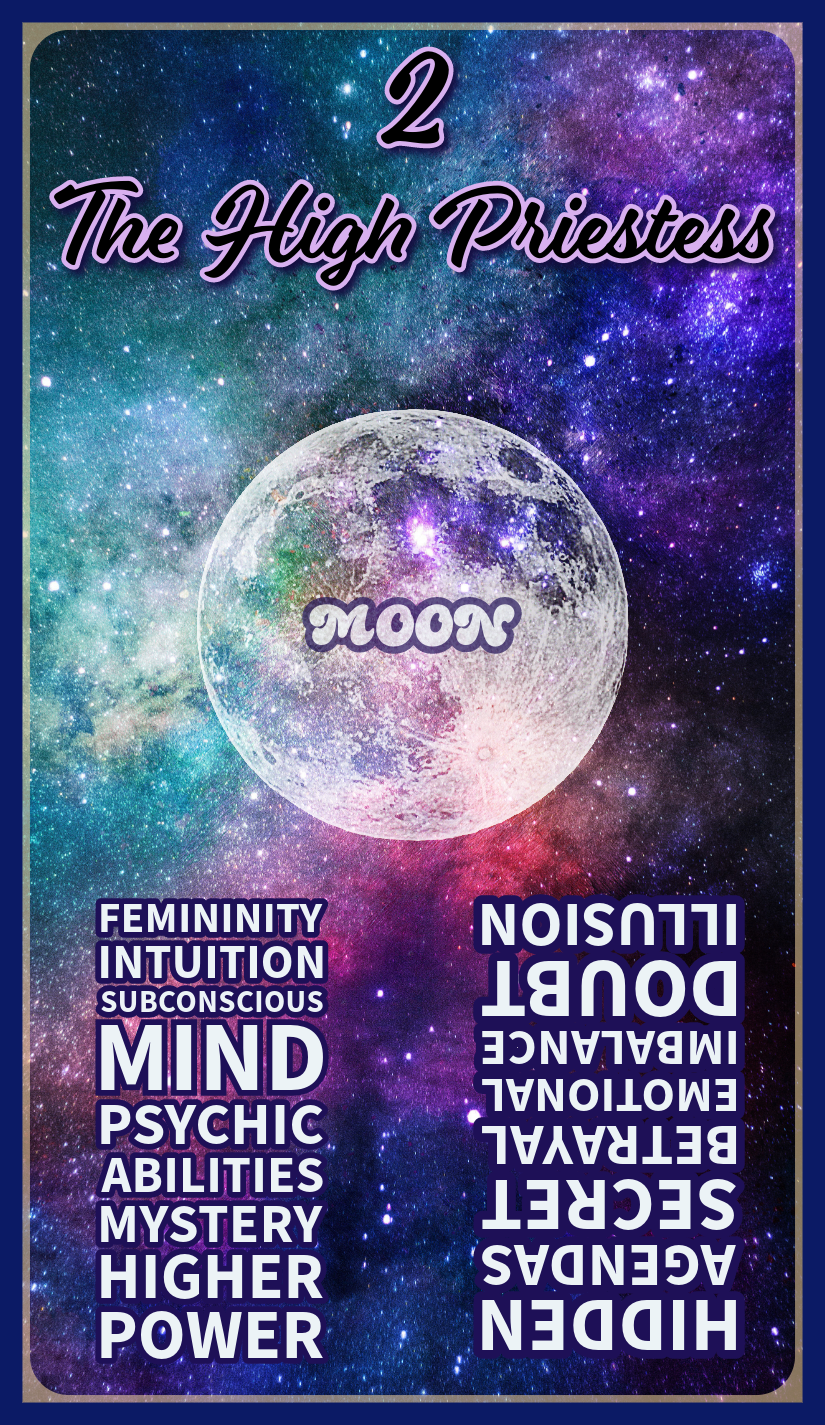 2
The High Priestess
MOON
FEMININITY
INTUITION
SUBCONSCIOUS
MIND
PSYCHIC
ABILITIES
MYSTERY
HIGHER
POWER
HIDDEN
AGENDAS
SECRET
BETRAYAL
EMOTIONAL
IMBALANCE
DOUBT
ILLUSION